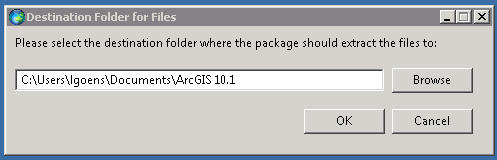 Destination Folder for Files
Please select the destination folder where the package should extract the files to:
C:\Users\lgoens\Documents\ArcGIS 10.1
Browse
OK
Cancel